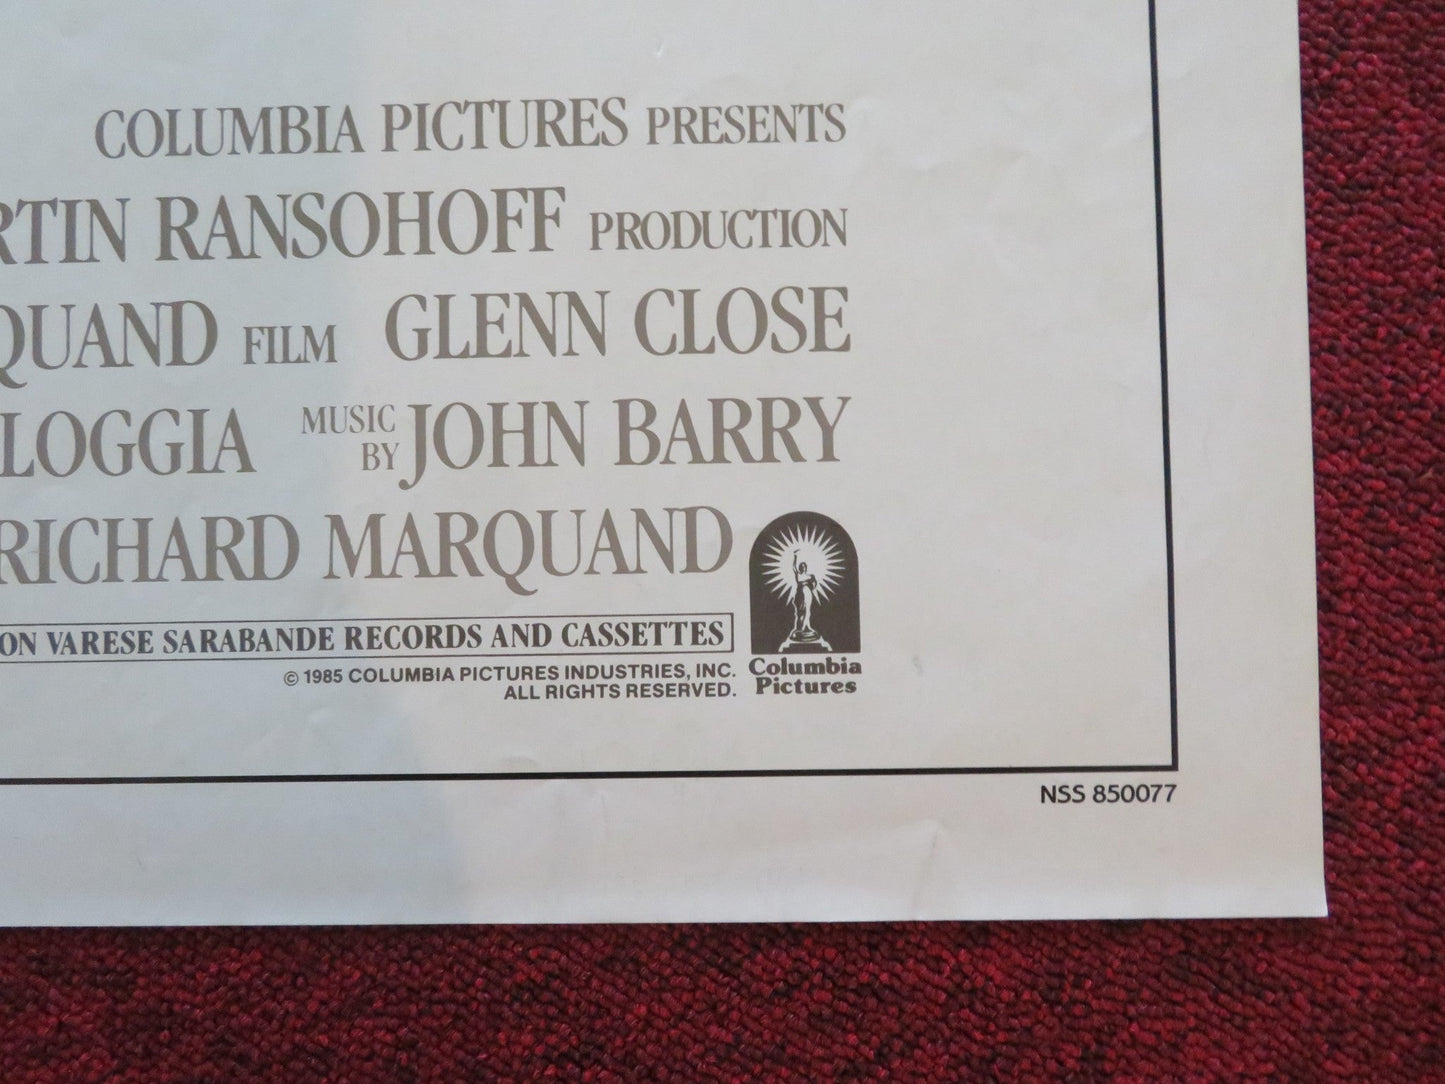 COLUMBIA PICTURES PRESENTS
RTIN RANSOHOFF PRODUCTION
QUAND FILM GLENN CLOSE
LOGGIA MUSIC BY JOHN BARRY
RICHARD MARQUAND
ON VARESE SARABANDE RECORDS AND CASSETTES
© 1985 COLUMBIA PICTURES INDUSTRIES, INC.
ALL RIGHTS RESERVED.
Columbia
Pictures
NSS 850077